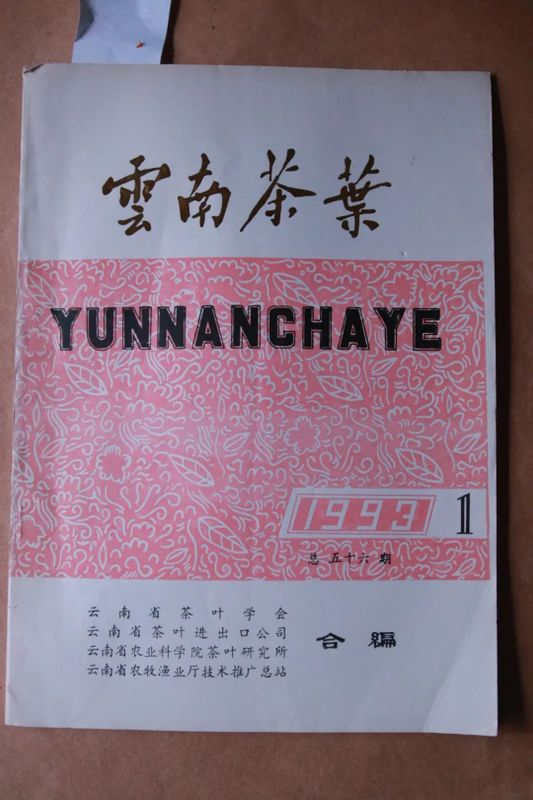 雲南茶葉
YUNNANCHAYE
1993 1
总五十六期
云南省茶叶学会
云南省茶叶进出口公司
云南省农业科学院茶叶研究所
云南省农牧渔业厅技术推广总站
合编